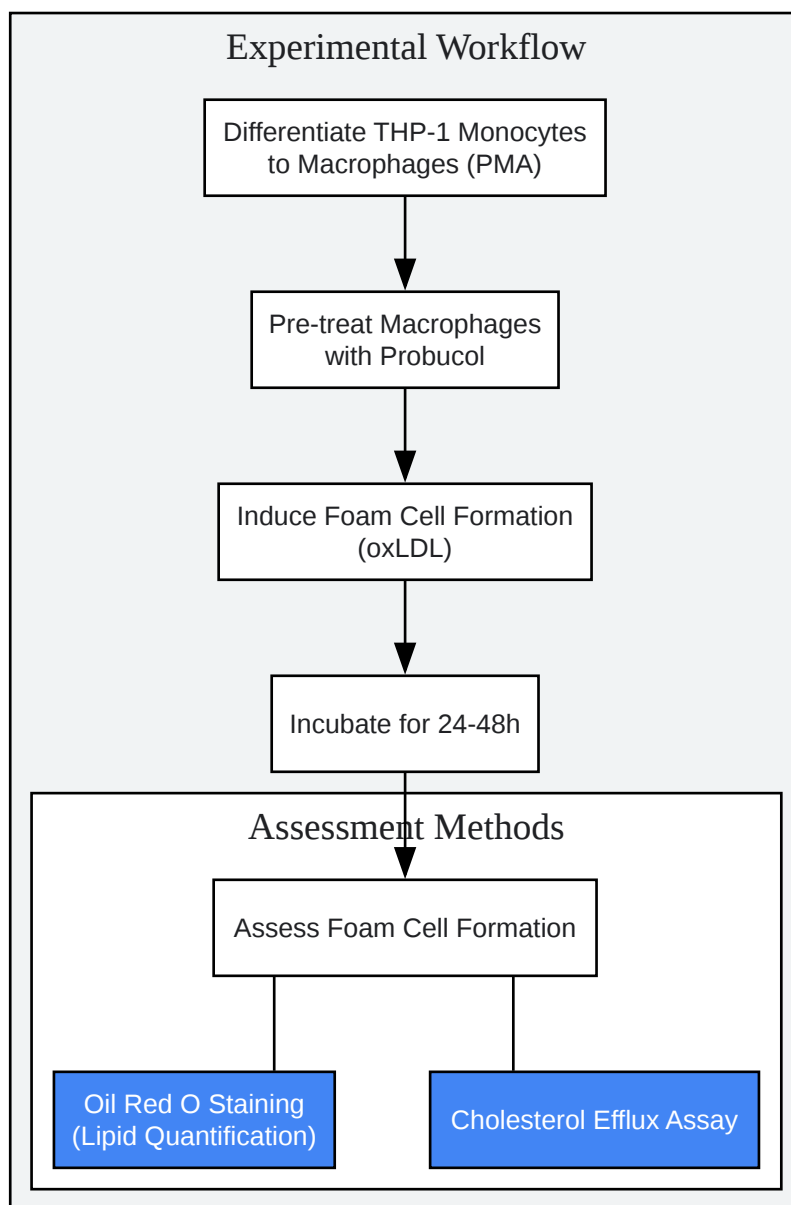 Experimental Workflow
Differentiate THP-1 Monocytes
to Macrophages (PMA)
Pre-treat Macrophages
with Probucol
Induce Foam Cell Formation
(oxLDL)
Incubate for 24-48h
Assessment Methods
Assess Foam Cell Formation
Oil Red O Staining
(Lipid Quantification)
Cholesterol Efflux Assay